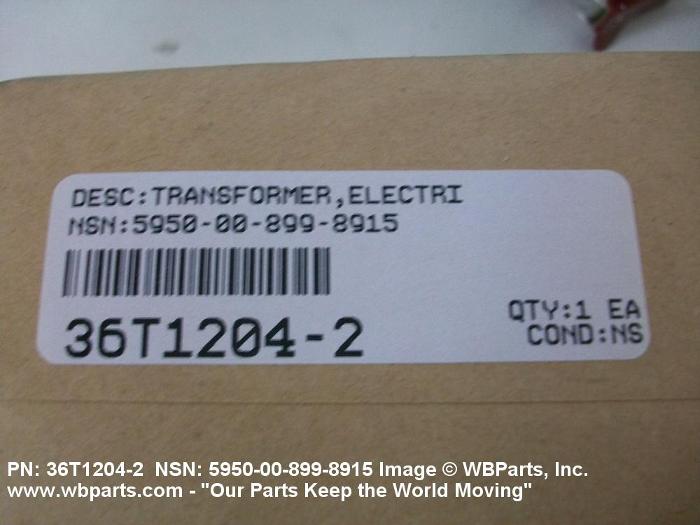 DESC:TRANSFORMER,ELECTRI
NSN:5950-00-899-8915
36T1204-2
QTY:1 EA
COND:NS
PN: 36T1204-2 NSN: 5950-00-899-8915 Image © WBParts, Inc.
www.wbparts.com - "Our Parts Keep the World Moving"